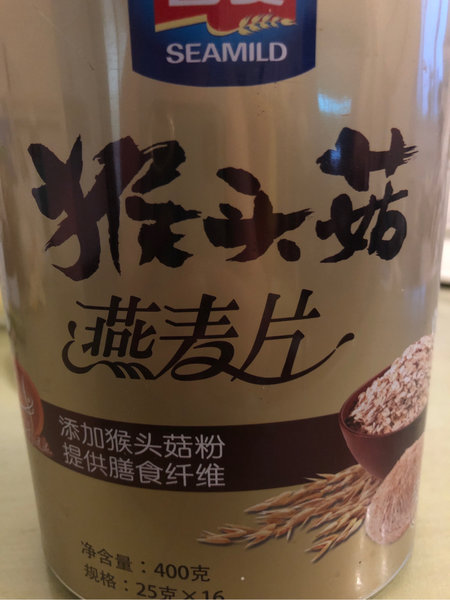 SEAMILD
猴头菇
燕麦片
添加猴头菇粉
提供膳食纤维
净含量：400克
规格：25克×16